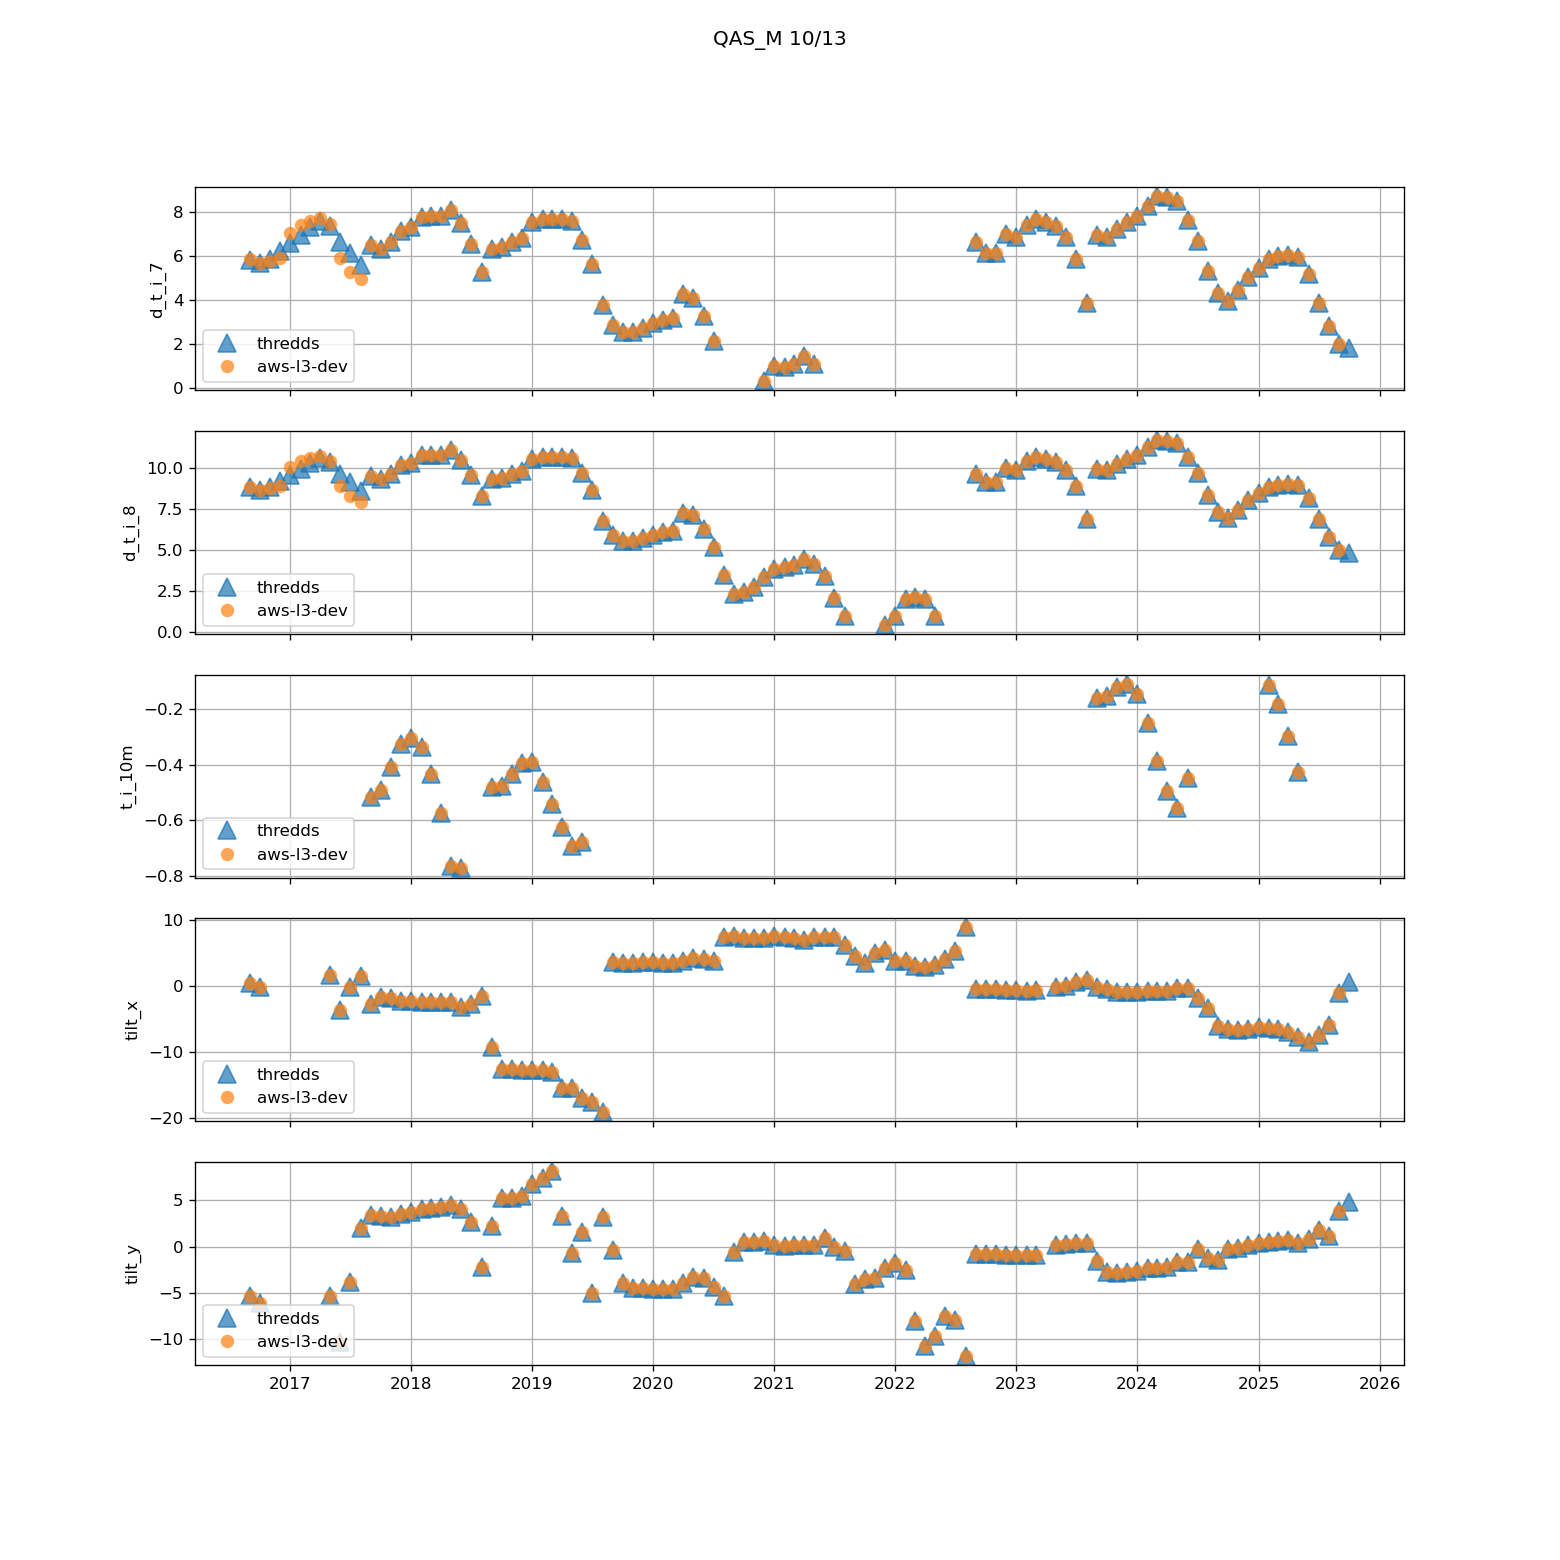 QAS_M 10/13
8
6
4
2
0
d_t_i_7
thredds
aws-l3-dev
10.0
7.5
5.0
2.5
0.0
d_t_i_8
thredds
aws-l3-dev
−0.2
−0.4
−0.6
−0.8
t_i_10m
thredds
aws-l3-dev
10
0
−10
−20
tilt_x
thredds
aws-l3-dev
5
0
−5
−10
tilt_y
thredds
aws-l3-dev
2017 2018 2019 2020 2021 2022 2023 2024 2025 2026